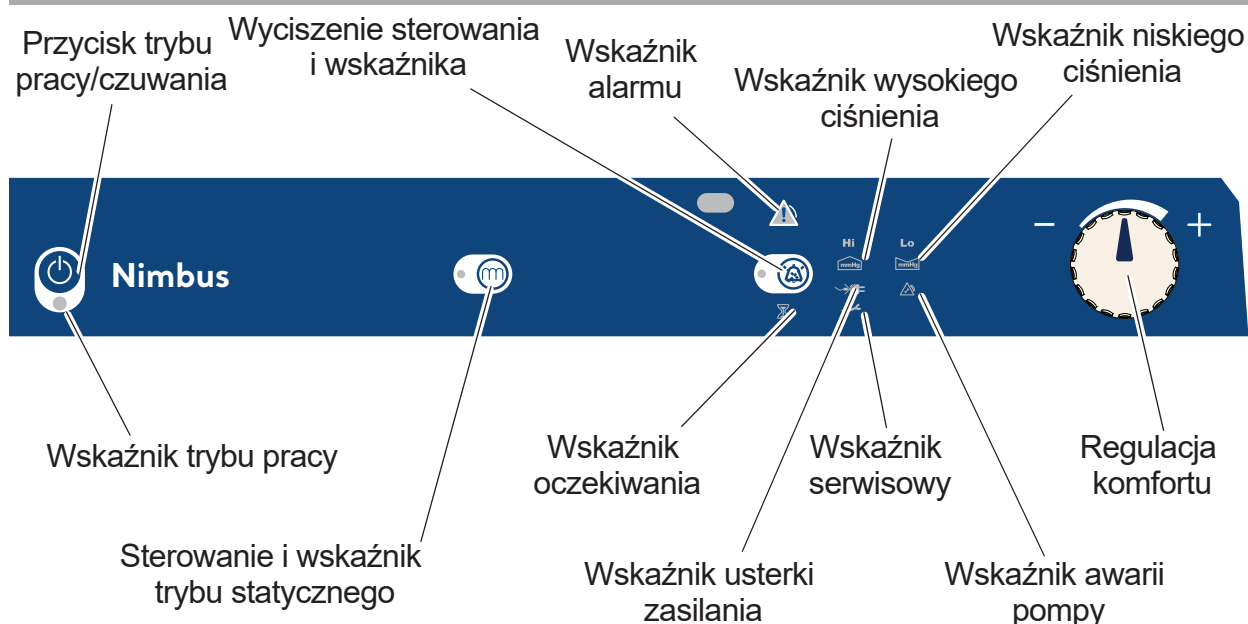 Przycisk trybu
pracy/czuwania
Wyciszenie sterowania
i wskaźnika
Wskaźnik
alarmu
Wskaźnik wysokiego
ciśnienia
Wskaźnik niskiego
ciśnienia
Nimbus
Hi
Lo
mmHg
mmHg
−
+
Wskaźnik trybu pracy
Sterowanie i wskaźnik
trybu statycznego
Wskaźnik
oczekiwania
Wskaźnik usterki
zasilania
Wskaźnik
serwisowy
Wskaźnik awarii
pompy
Regulacja
komfortu